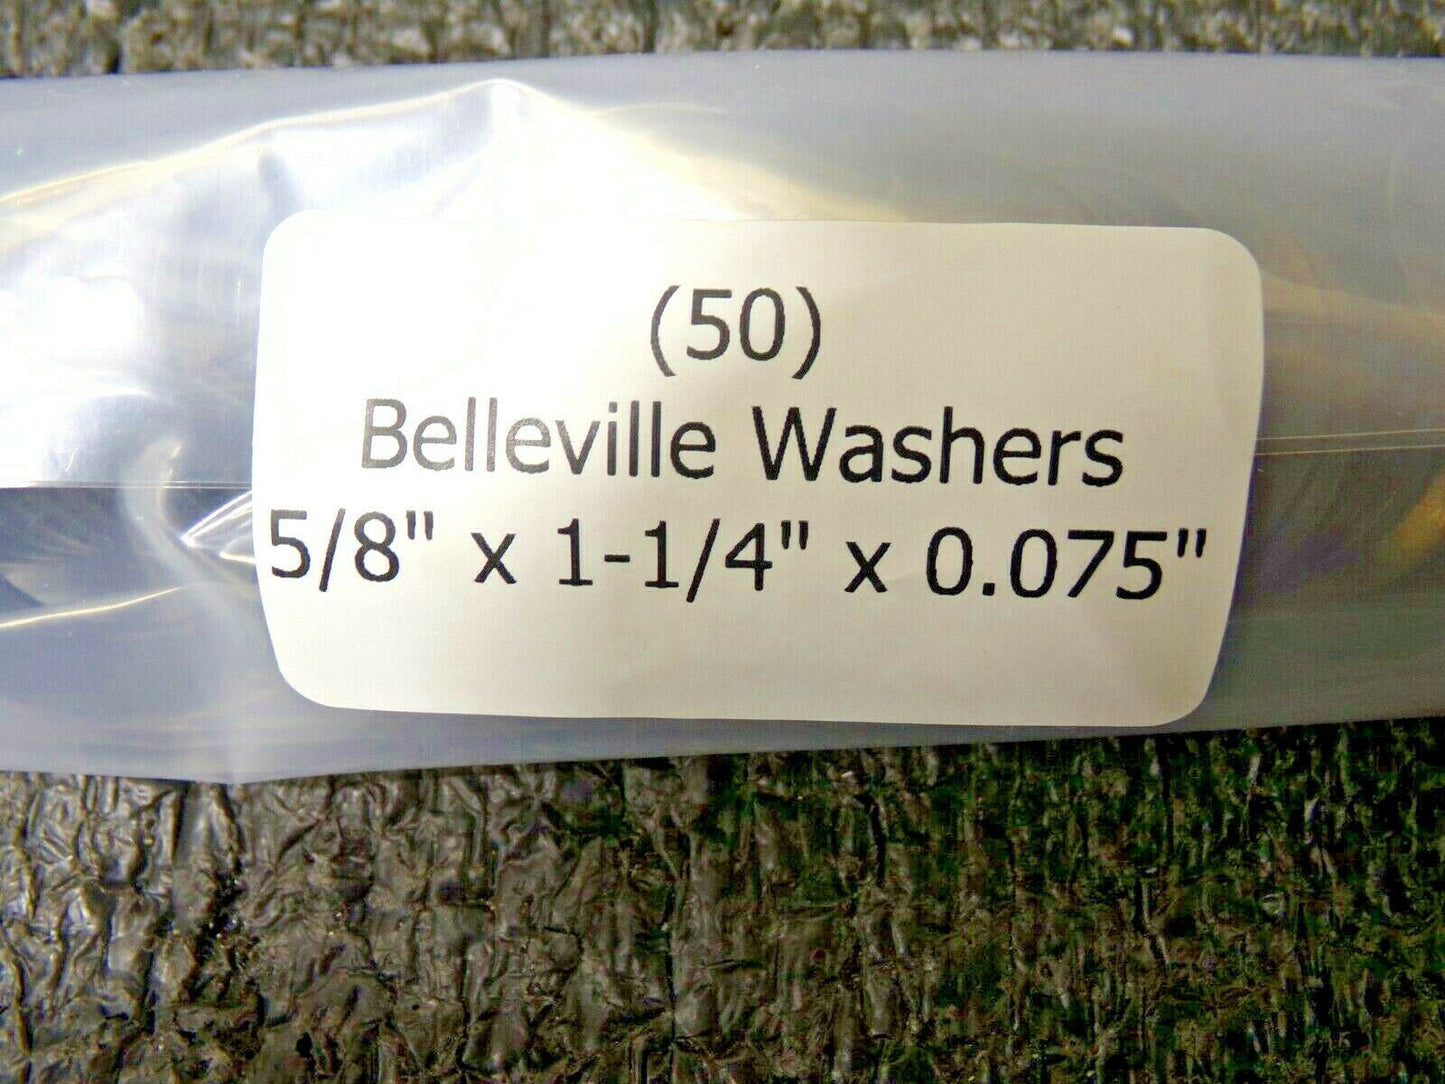 (50)
Belleville Washers
5/8" x 1-1/4" x 0.075"